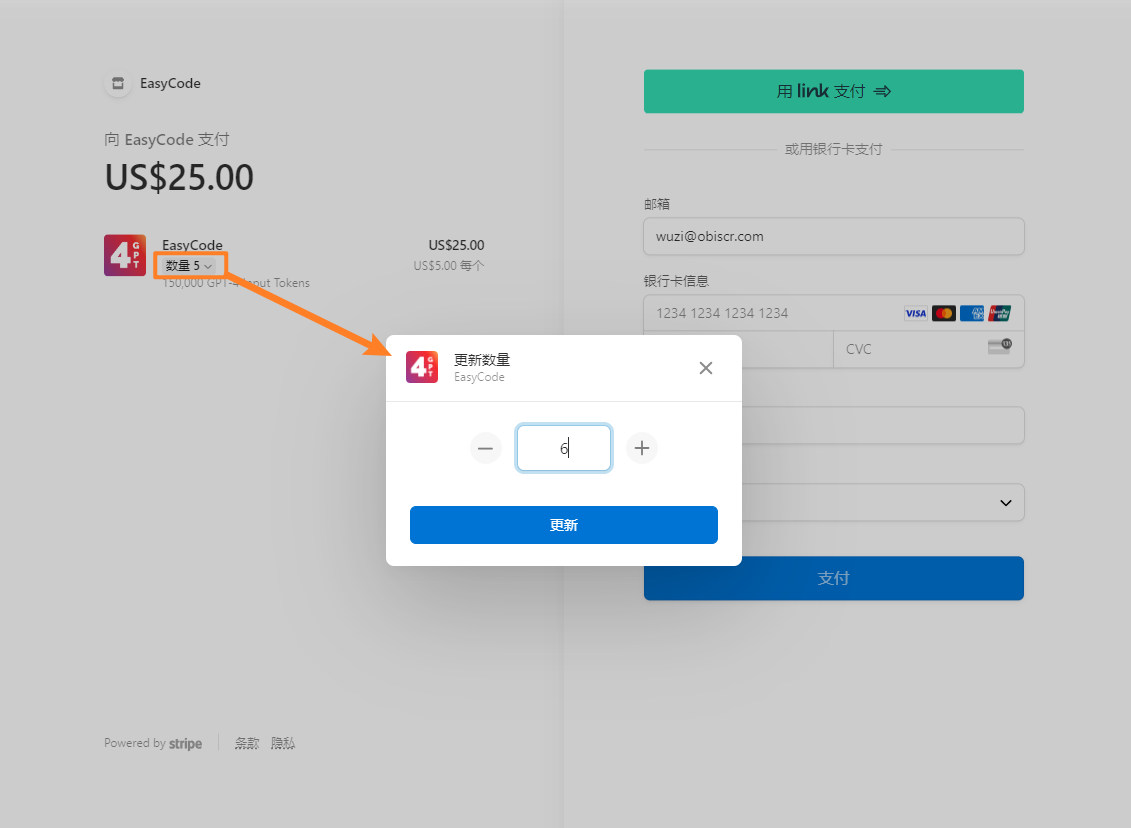 EasyCode
向 EasyCode 支付
US$25.00
4 GPT
EasyCode
US$25.00
数量 5
US$5.00 每个
150,000 GPT-4 Input Tokens
Powered by stripe
条款 隐私
用 link 支付
或用银行卡支付
邮箱
wuzi@obiscr.com
银行卡信息
1234 1234 1234 1234
VISA
CVC
支付
4 GPT
更新数量
EasyCode
6
更新